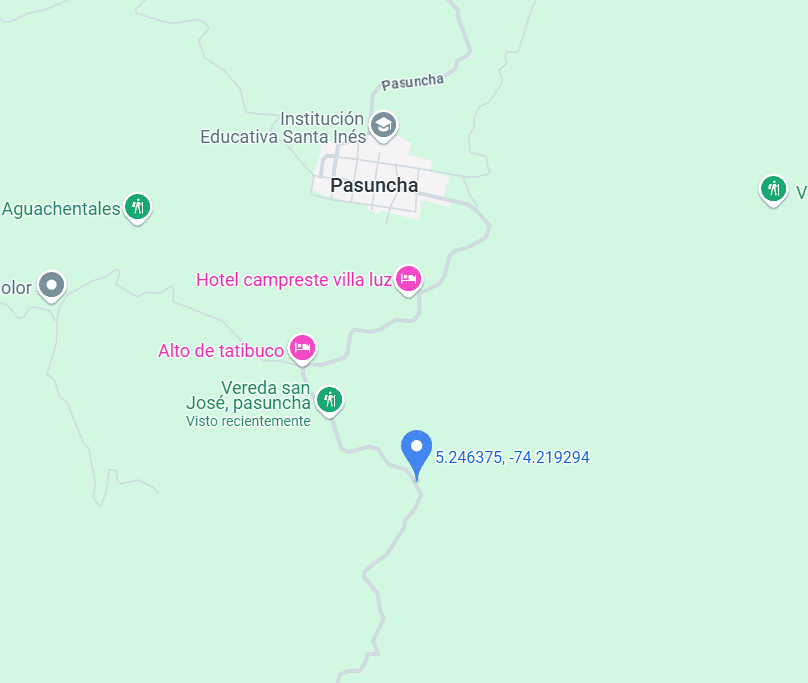 Pasuncha
Institución
Educativa Santa Inés
Pasuncha
Aguachentales
V
olor
Hotel campreste villa luz
Alto de tatibuco
Vereda san
José, pasuncha
Visto recientemente
5.246375, -74.219294